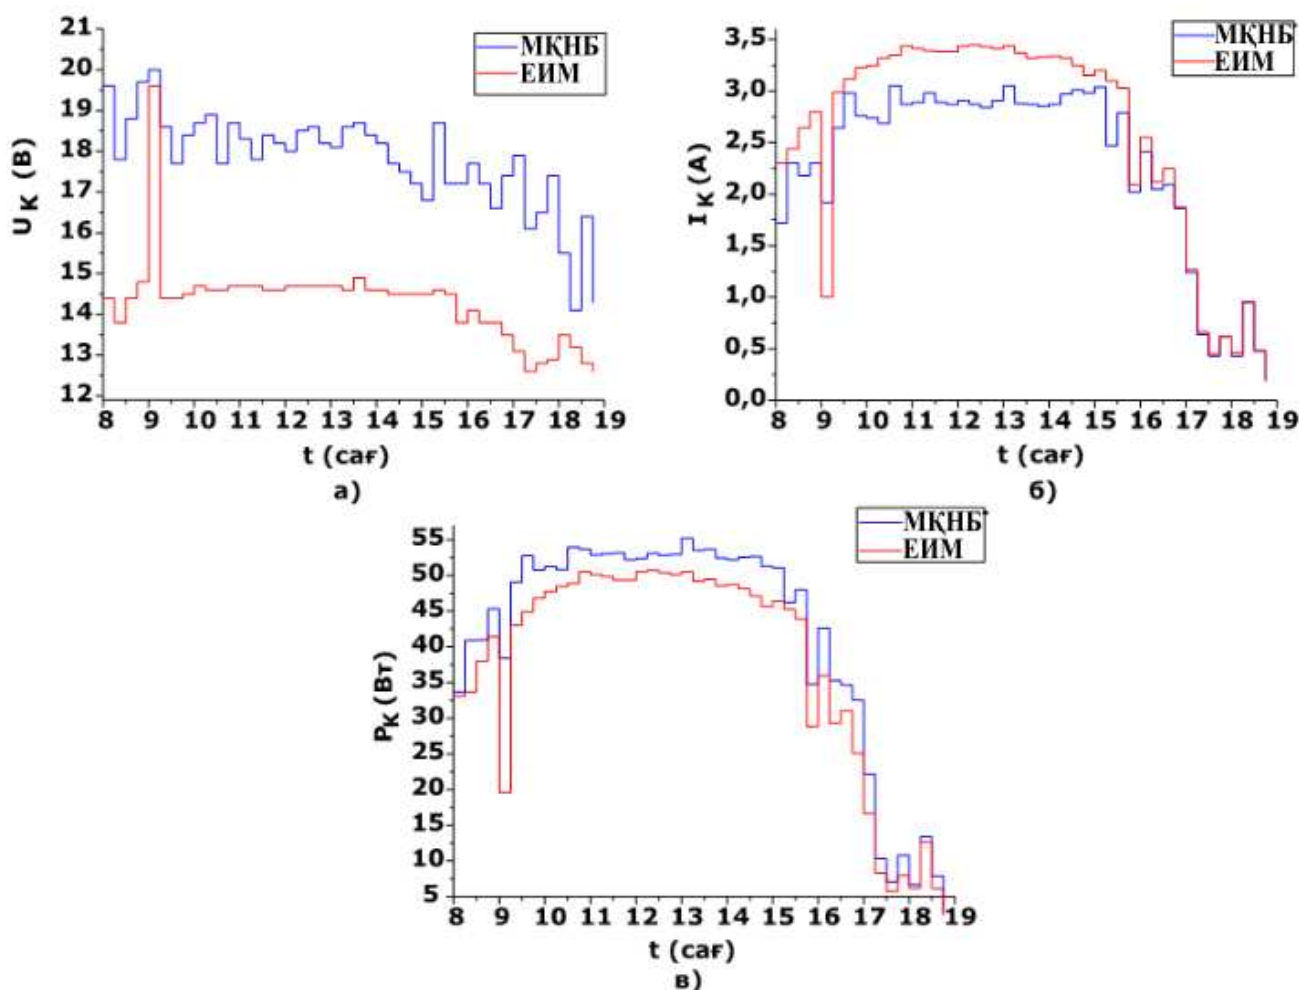 21
20
19
18
17
16
15
14
13
12
U_K (В)
МҚНБ
ЕИМ
8 9 10 11 12 13 14 15 16 17 18 19
t (сағ)
а)
3,5
3,0
2,5
2,0
1,5
1,0
0,5
0,0
I_K (А)
МҚНБ
ЕИМ
8 9 10 11 12 13 14 15 16 17 18 19
t (сағ)
б)
55
50
45
40
35
30
25
20
15
10
5
P_K (Вт)
МҚНБ
ЕИМ
8 9 10 11 12 13 14 15 16 17 18 19
t (сағ)
в)